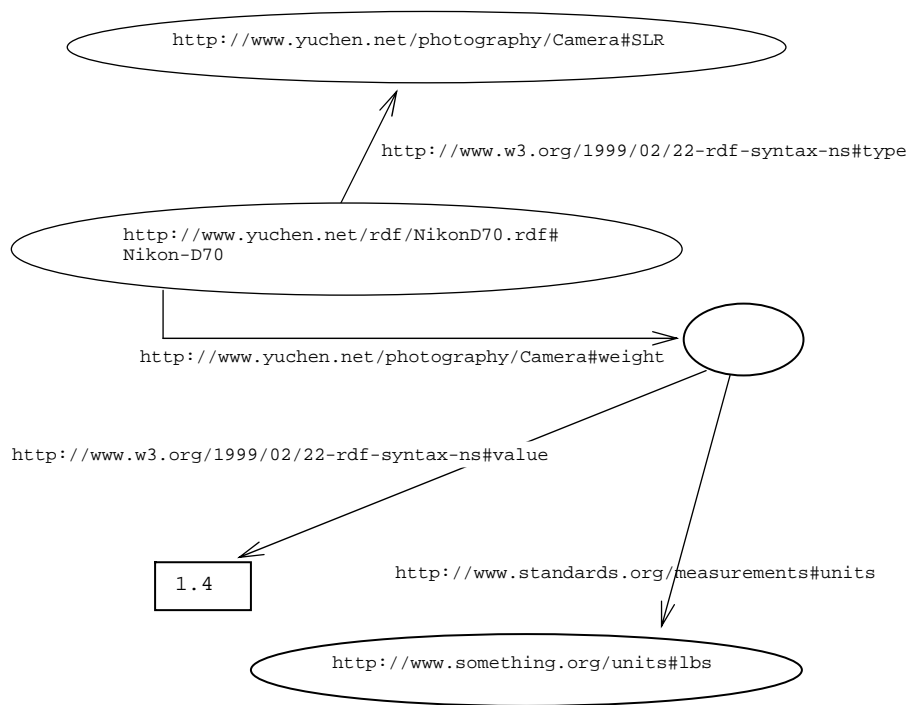 http://www.yuchen.net/photography/Camera#SLR
http://www.w3.org/1999/02/22-rdf-syntax-ns#type
http://www.yuchen.net/rdf/NikonD70.rdf#
Nikon-D70
http://www.yuchen.net/photography/Camera#weight
http://www.w3.org/1999/02/22-rdf-syntax-ns#value
1.4
http://www.standards.org/measurements#units
http://www.something.org/units#lbs